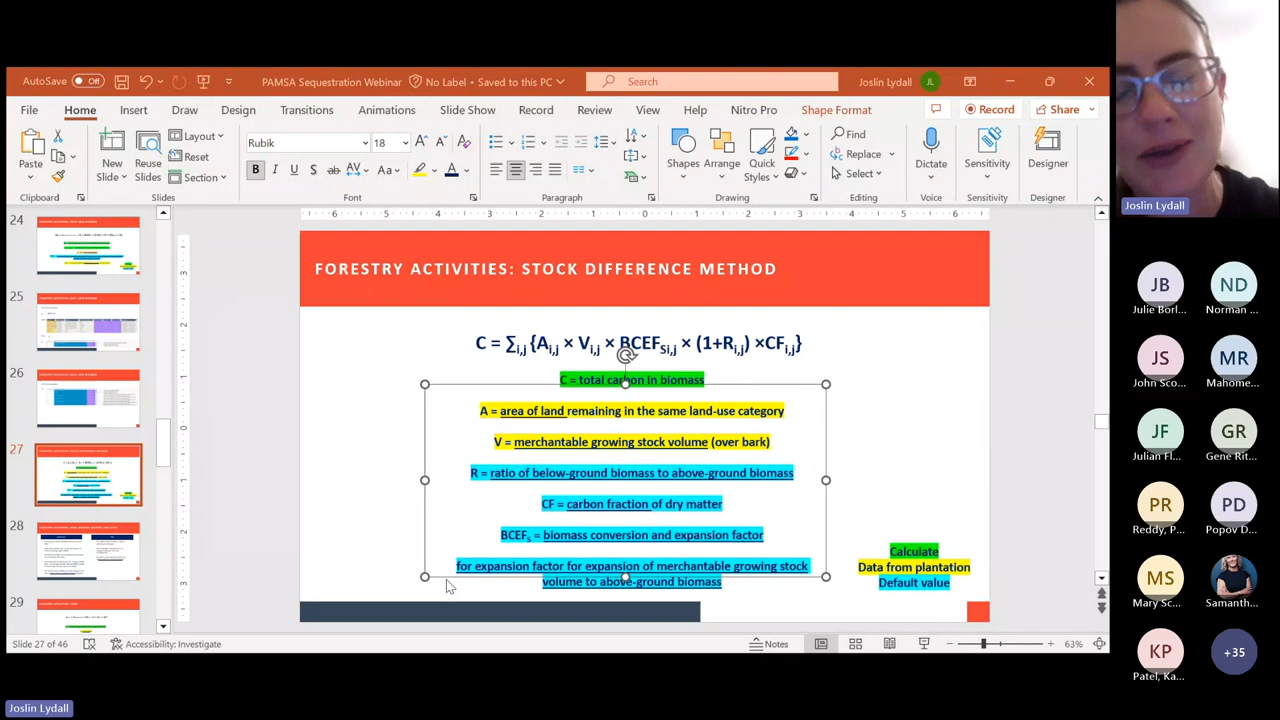 AutoSave Off PAMSA Sequestration Webinar No Label • Saved to this PC Search Joslin Lydall JL
File Home Insert Draw Design Transitions Animations Slide Show Record Review View Help Nitro Pro Shape Format Record Share
Paste New Slide Reuse Slides Layout Reset Section Rubik 18 Shapes Arrange Quick Styles Find Replace Select Dictate Sensitivity Designer
Clipboard Slides Font Paragraph Drawing Editing Voice Sensitivity Designer
24
25
26
27
28
29
FORESTRY ACTIVITIES: STOCK DIFFERENCE METHOD
C = ∑i,j {Ai,j × Vi,j × BCEFSi,j × (1+Ri,j) ×CFi,j}
C = total carbon in biomass
A = area of land remaining in the same land-use category
V = merchantable growing stock volume (over bark)
R = ratio of below-ground biomass to above-ground biomass
CF = carbon fraction of dry matter
BCEFs = biomass conversion and expansion factor
for expansion factor for expansion of merchantable growing stock
volume to above-ground biomass
Calculate
Data from plantation
Default value
Slide 27 of 46 Accessibility: Investigate Notes 63%
Joslin Lydall
Joslin Lydall
JB ND
Julie Borl... Norman ...
JS MR
John Sco... Mahome...
JF GR
Julian Fl... Gene Rit...
PR PD
Reddy, P... Popov D...
MS
Mary Sc... Samanth...
KP +35
Patel, Ka...